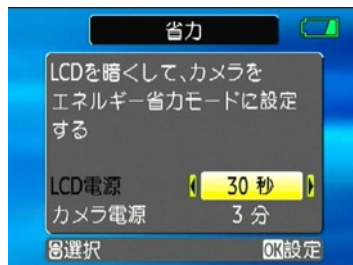 省力
LCDを暗くして、カメラを
エネルギー省力モードに設定
する
LCD電源 30 秒
カメラ電源 3 分
選択 OK設定